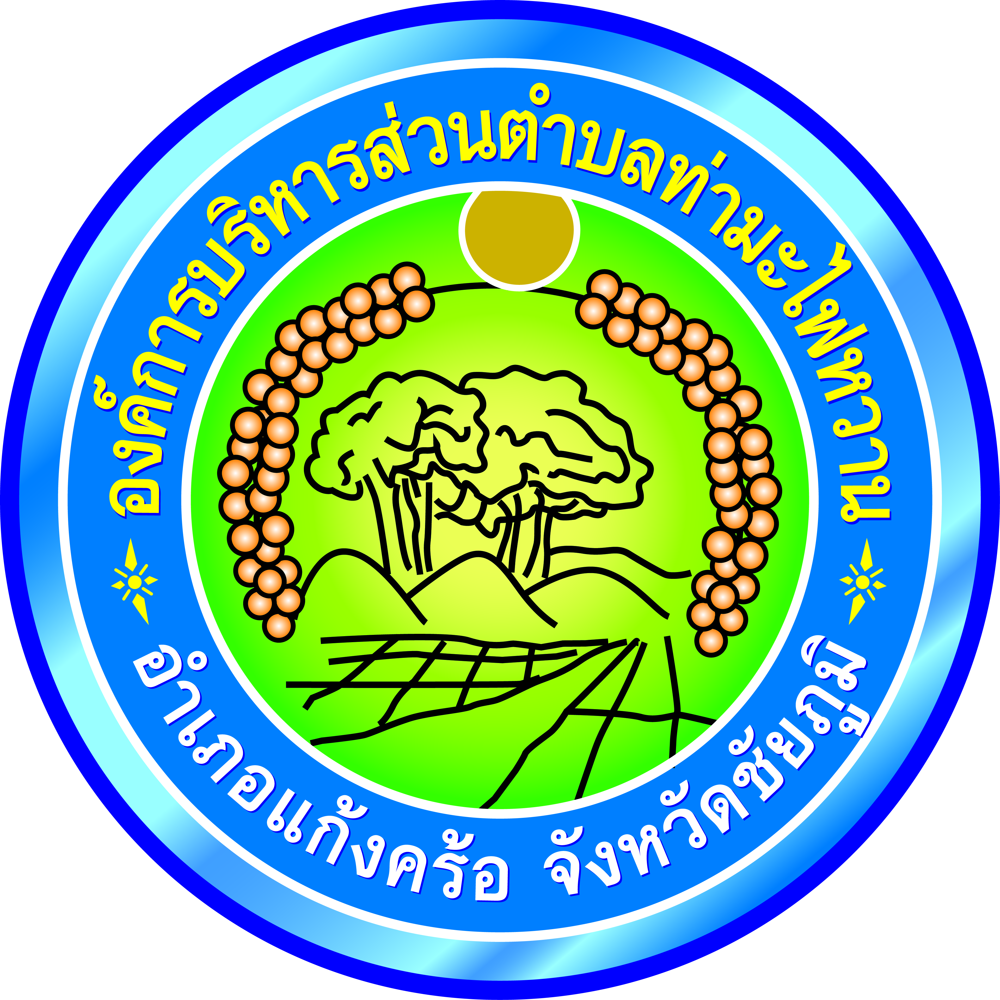 องค์การบริหารส่วนตำบลท่ามะไฟหวาน
อำเภอแก้งคร้อ จังหวัดชัยภูมิ